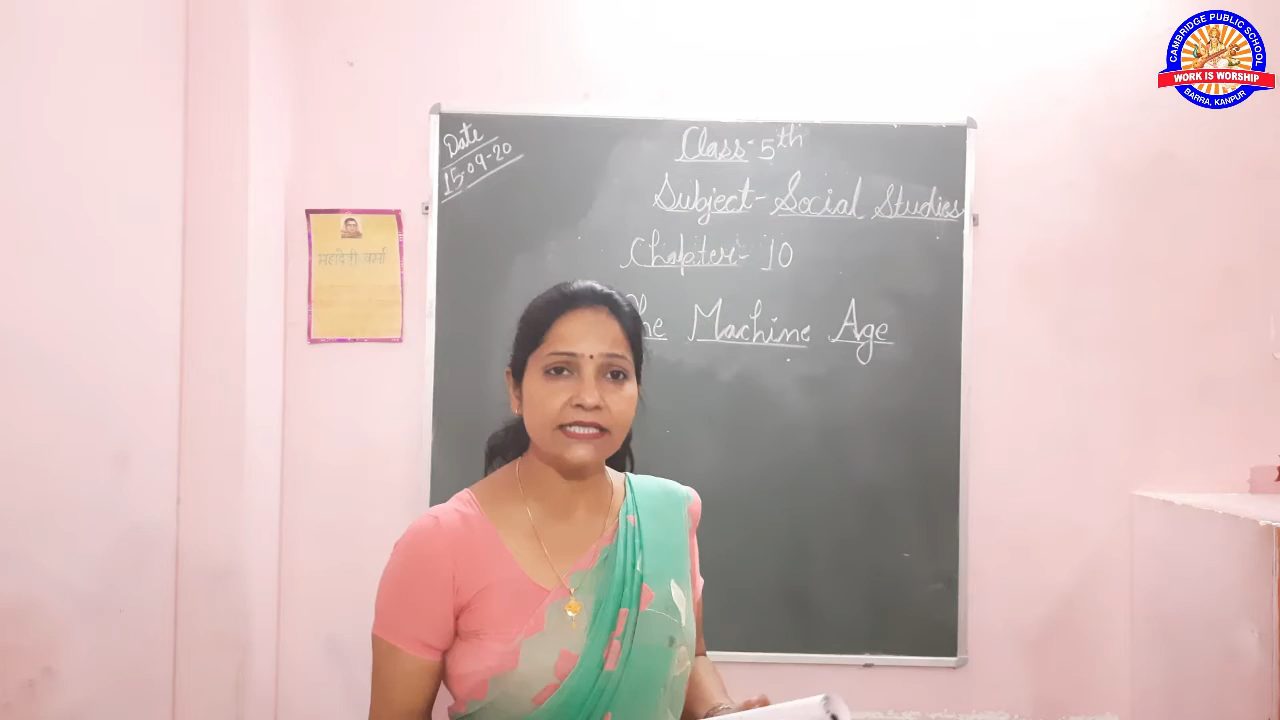 Date
15-09-20
Class-5th
Subject-Social Studies
Chapter-10
he Machine Age
महादेवी वर्मा
CAMBRIDGE PUBLIC SCHOOL
WORK IS WORSHIP
BARRA, KANPUR